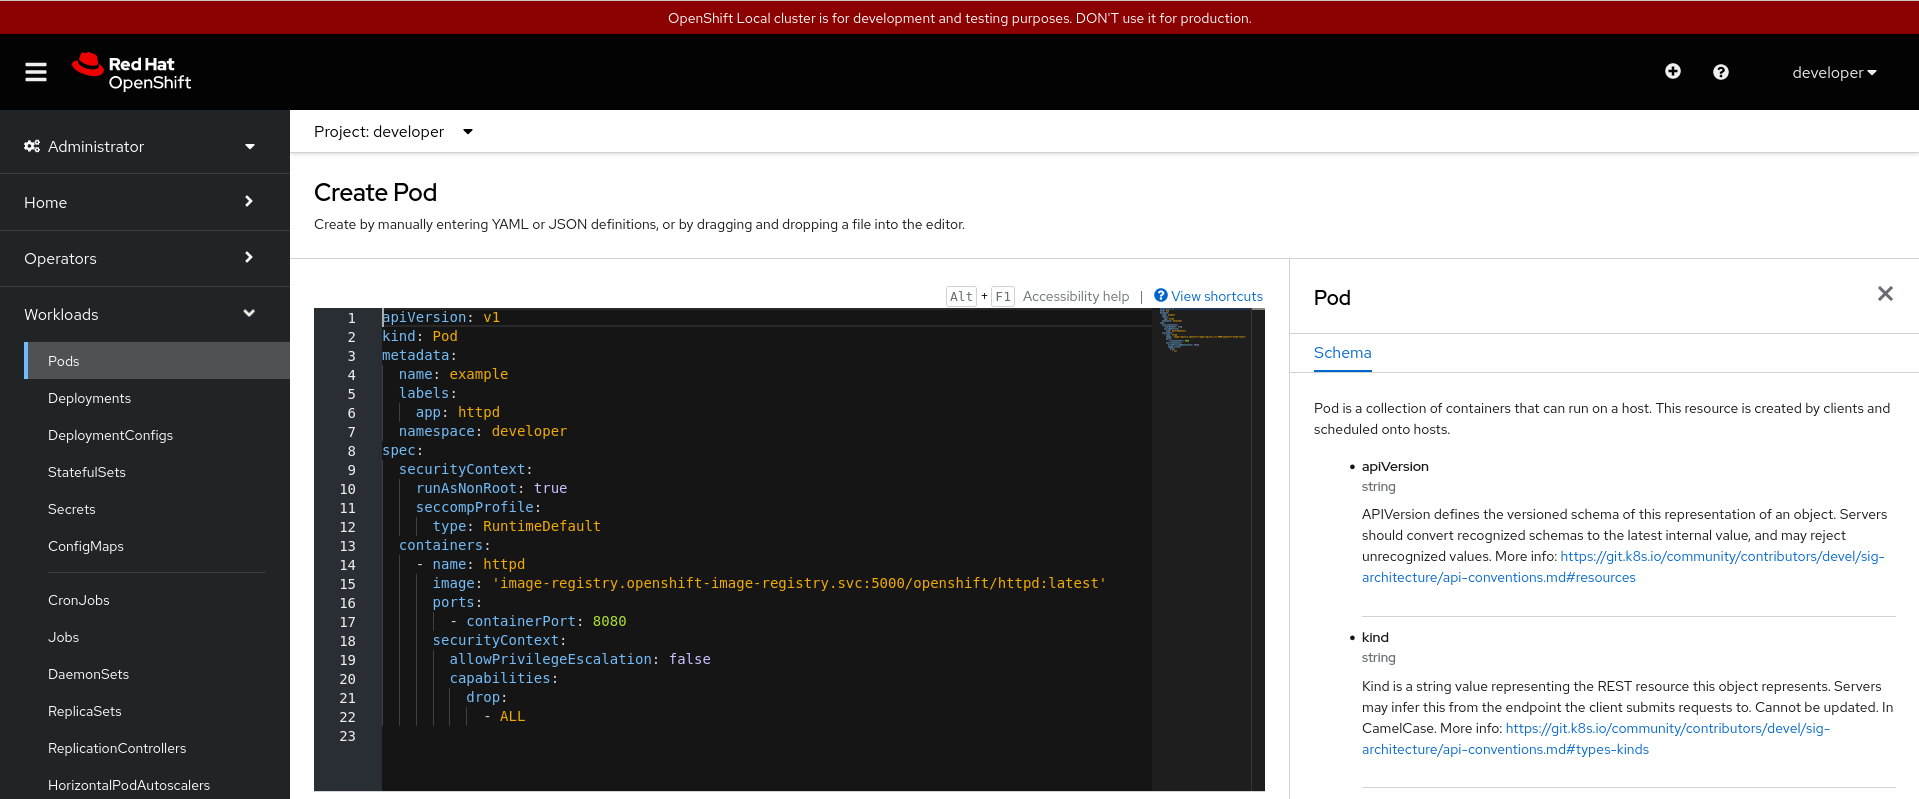 OpenShift Local cluster is for development and testing purposes. DON'T use it for production.
Red Hat
OpenShift
developer
Administrator
Home
Operators
Workloads
Pods
Deployments
DeploymentConfigs
StatefulSets
Secrets
ConfigMaps
CronJobs
Jobs
DaemonSets
ReplicaSets
ReplicationControllers
HorizontalPodAutoscalers
Project: developer
Create Pod
Create by manually entering YAML or JSON definitions, or by dragging and dropping a file into the editor.
Alt + F1 Accessibility help | View shortcuts
1 apiVersion: v1
2 kind: Pod
3 metadata:
4   name: example
5   labels:
6     app: httpd
7   namespace: developer
8 spec:
9   securityContext:
10     runAsNonRoot: true
11     seccompProfile:
12       type: RuntimeDefault
13   containers:
14     - name: httpd
15       image: 'image-registry.openshift-image-registry.svc:5000/openshift/httpd:latest'
16       ports:
17         - containerPort: 8080
18       securityContext:
19         allowPrivilegeEscalation: false
20         capabilities:
21           drop:
22             - ALL
23
Pod
Schema
Pod is a collection of containers that can run on a host. This resource is created by clients and
scheduled onto hosts.
• apiVersion
string
APIVersion defines the versioned schema of this representation of an object. Servers
should convert recognized schemas to the latest internal value, and may reject
unrecognized values. More info: https://git.k8s.io/community/contributors/devel/sig-
architecture/api-conventions.md#resources
• kind
string
Kind is a string value representing the REST resource this object represents. Servers
may infer this from the endpoint the client submits requests to. Cannot be updated. In
CamelCase. More info: https://git.k8s.io/community/contributors/devel/sig-
architecture/api-conventions.md#types-kinds